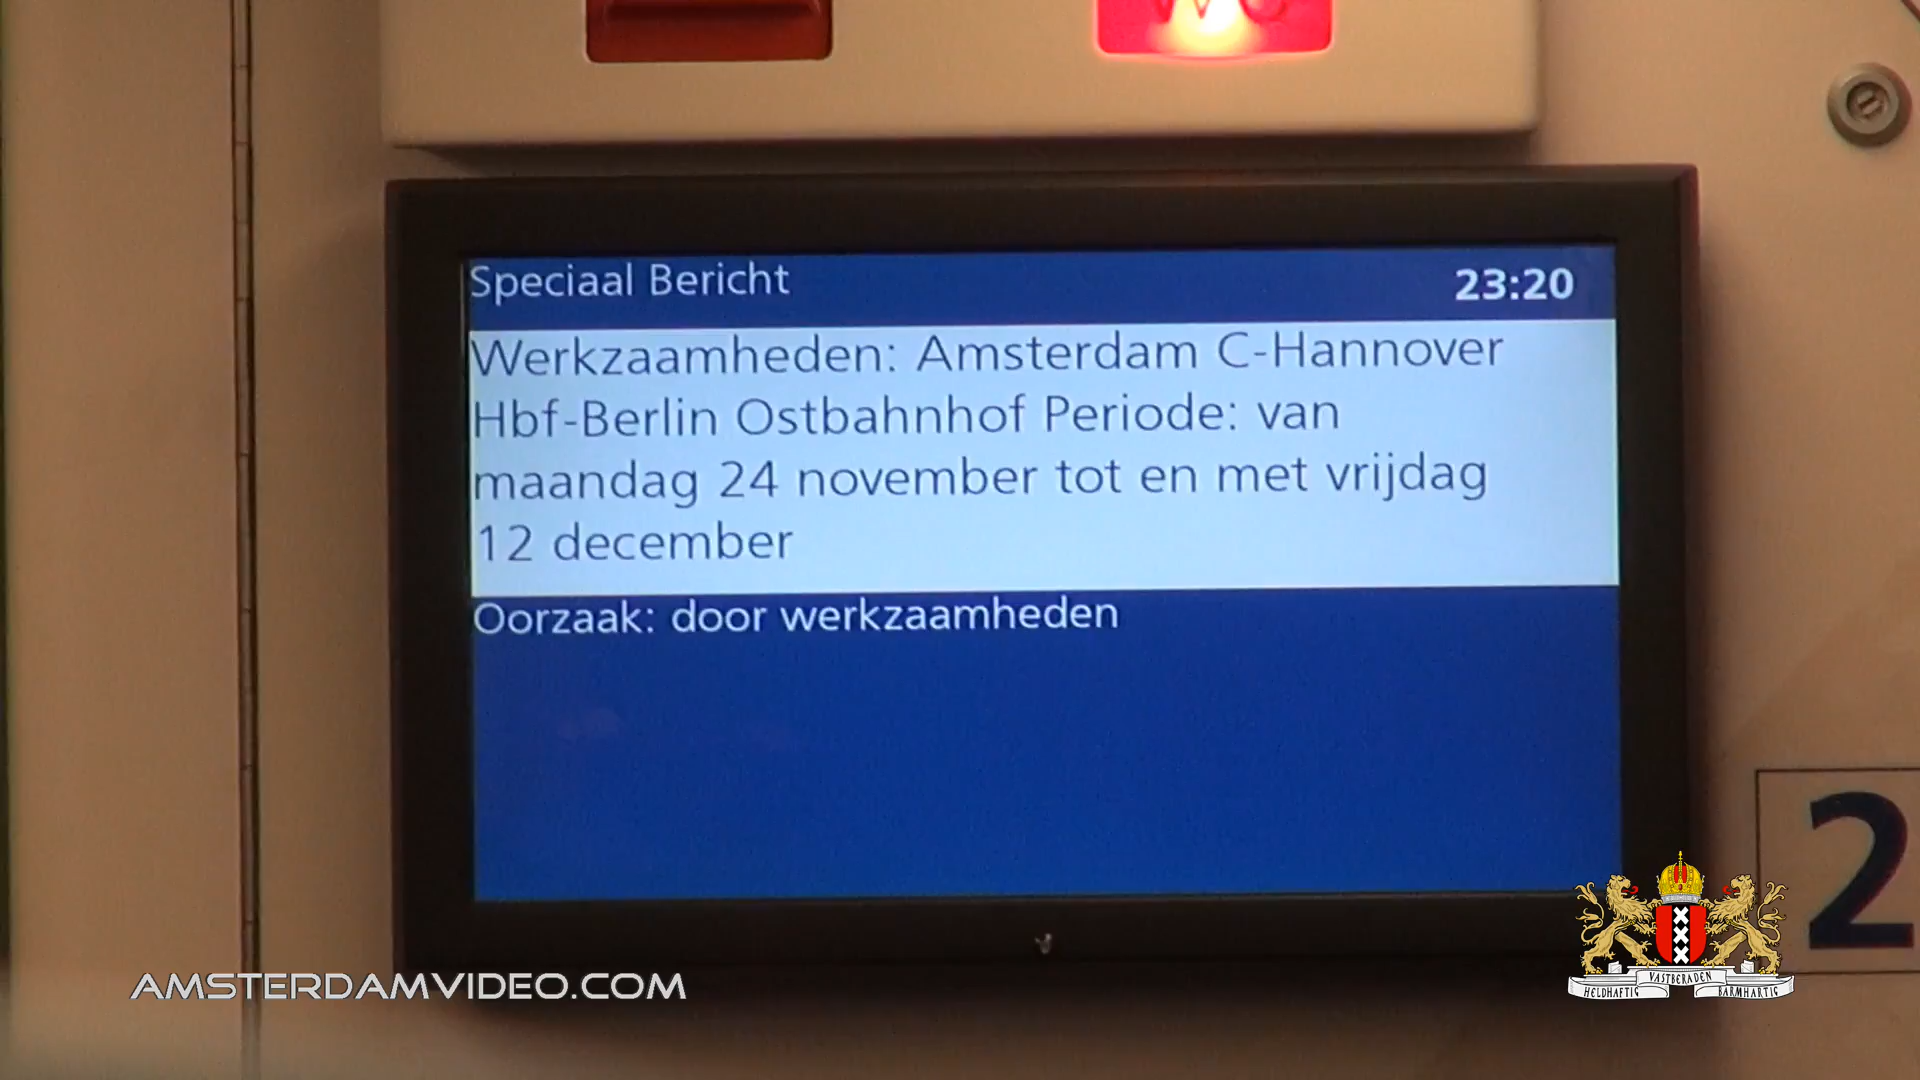 WC
Speciaal Bericht 23:20
Werkzaamheden: Amsterdam C-Hannover
Hbf-Berlin Ostbahnhof Periode: van
maandag 24 november tot en met vrijdag
12 december
Oorzaak: door werkzaamheden
2
AMSTERDAMVIDEO.COM
HELDHAFTIG VASTBERADEN BARMHARTIG